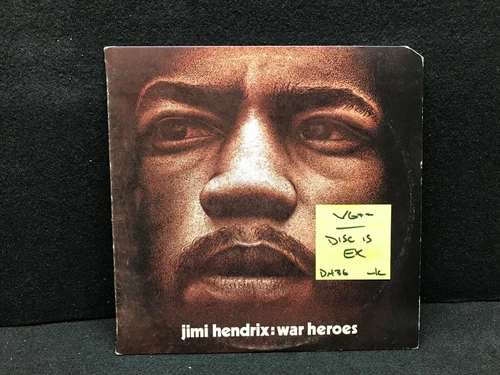 VG++
DISC IS
EX
DH36
jimi hendrix: war heroes